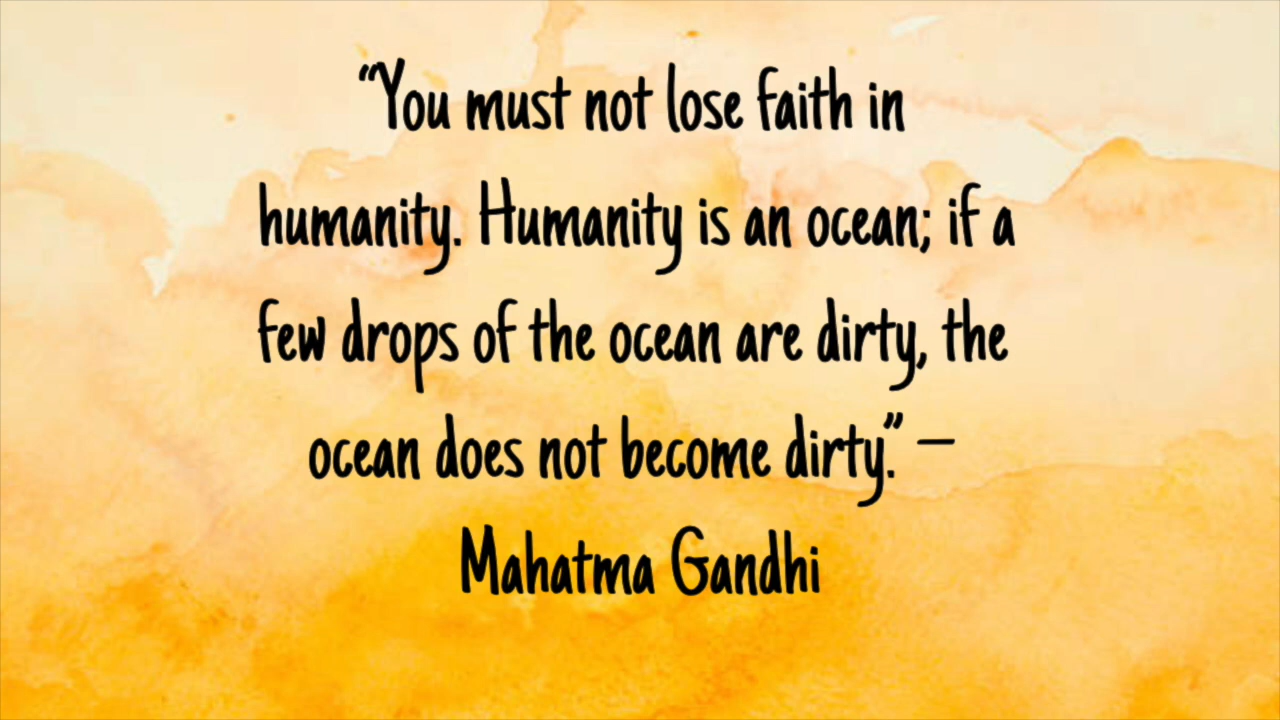 “You must not lose faith in
humanity. Humanity is an ocean; if a
few drops of the ocean are dirty, the
ocean does not become dirty.” —
Mahatma Gandhi